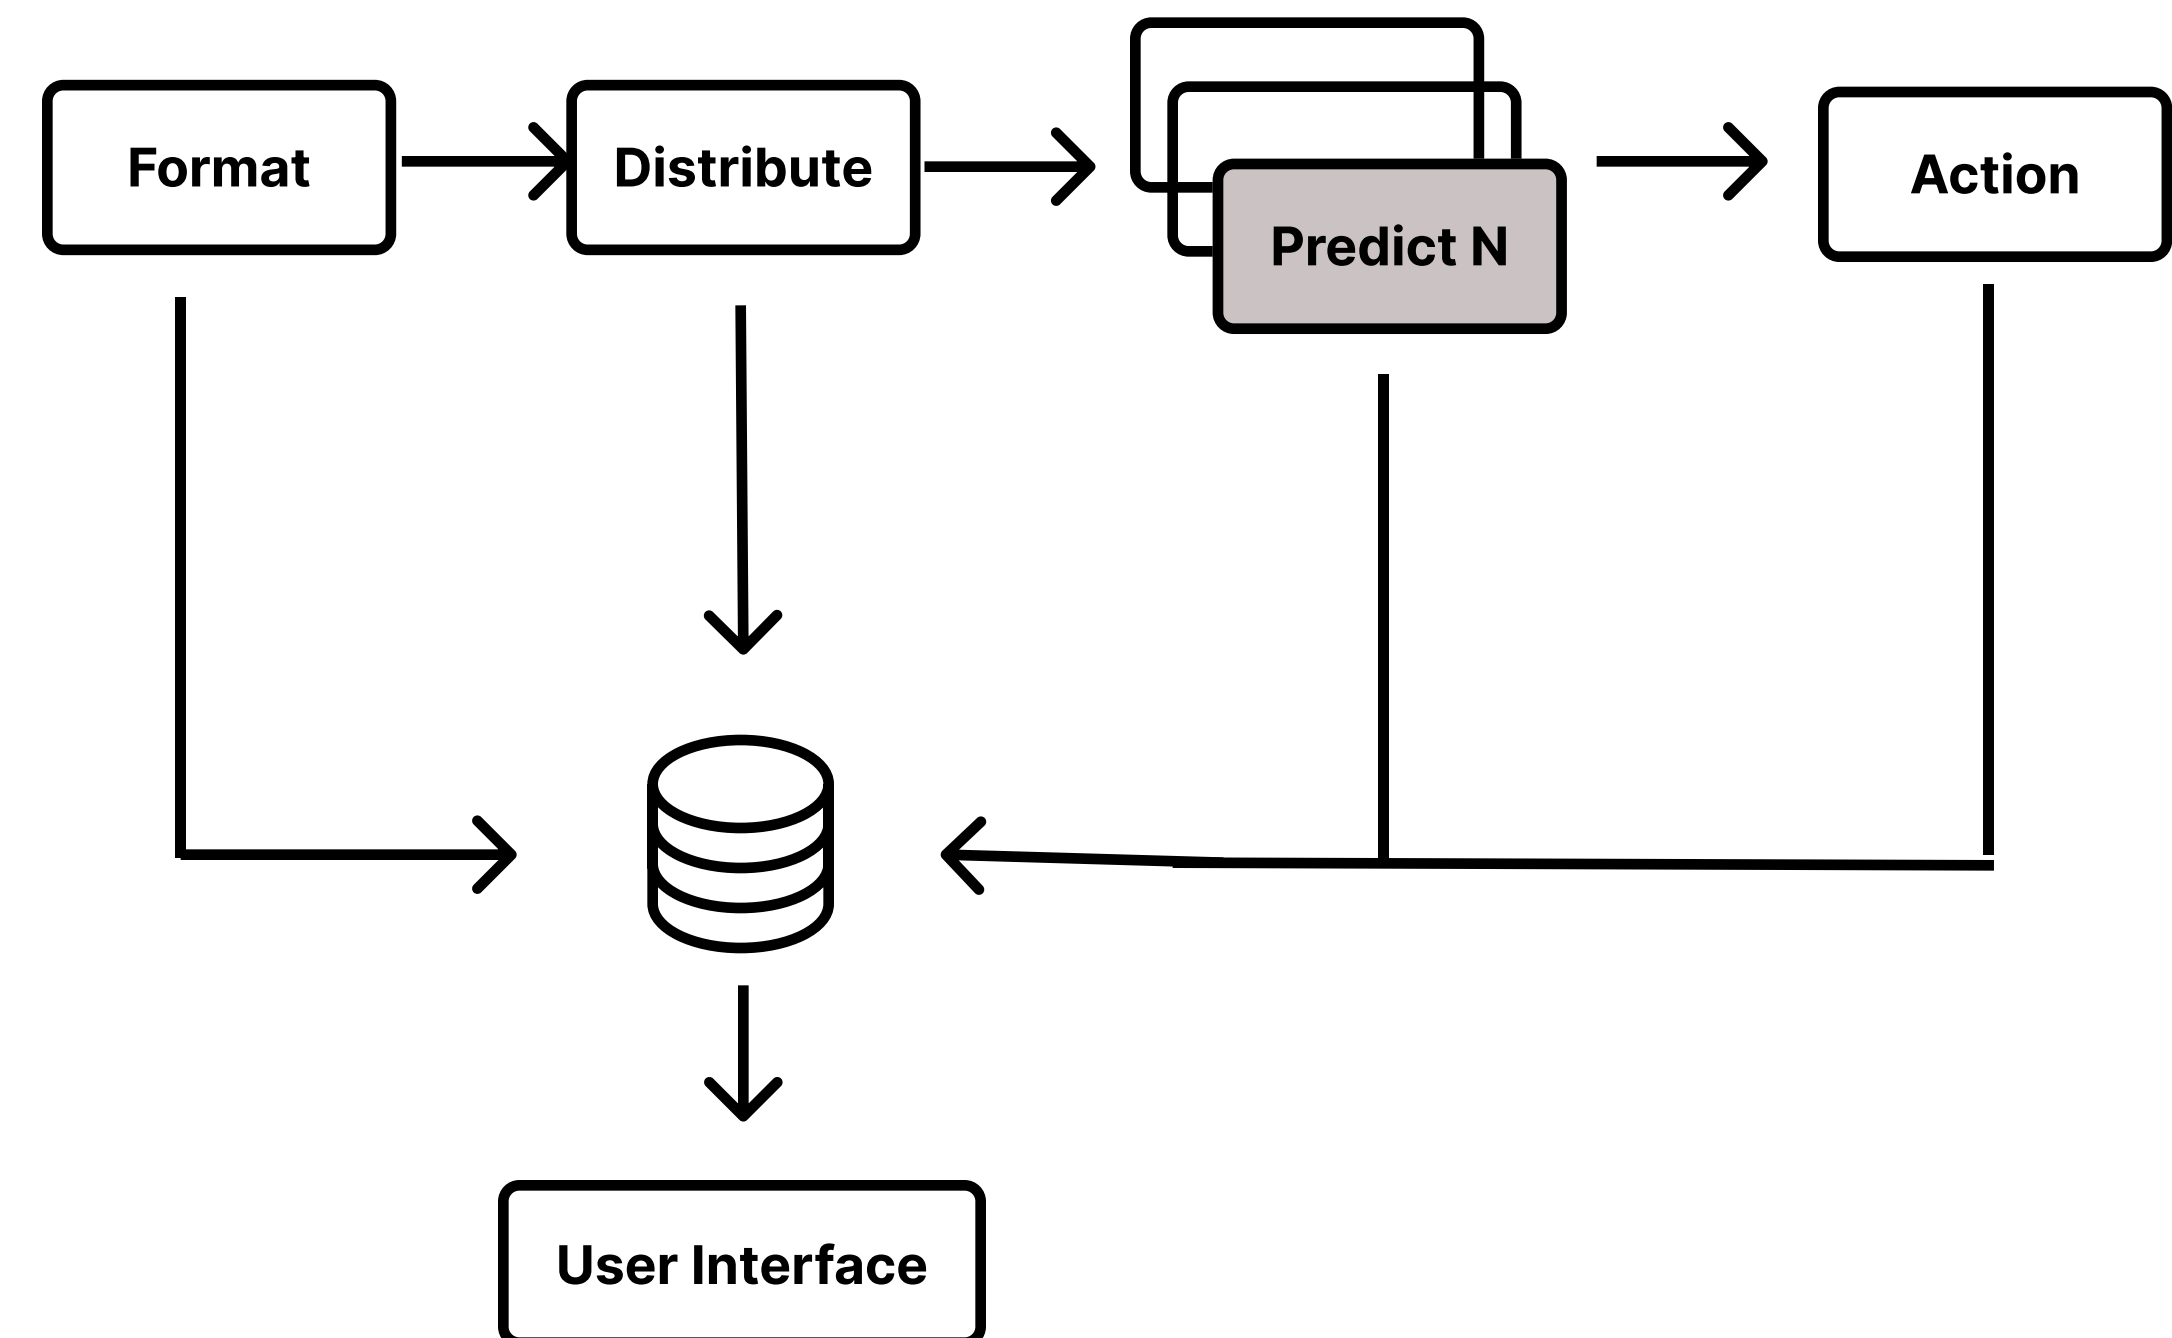 Format
Distribute
Predict N
Action
User Interface